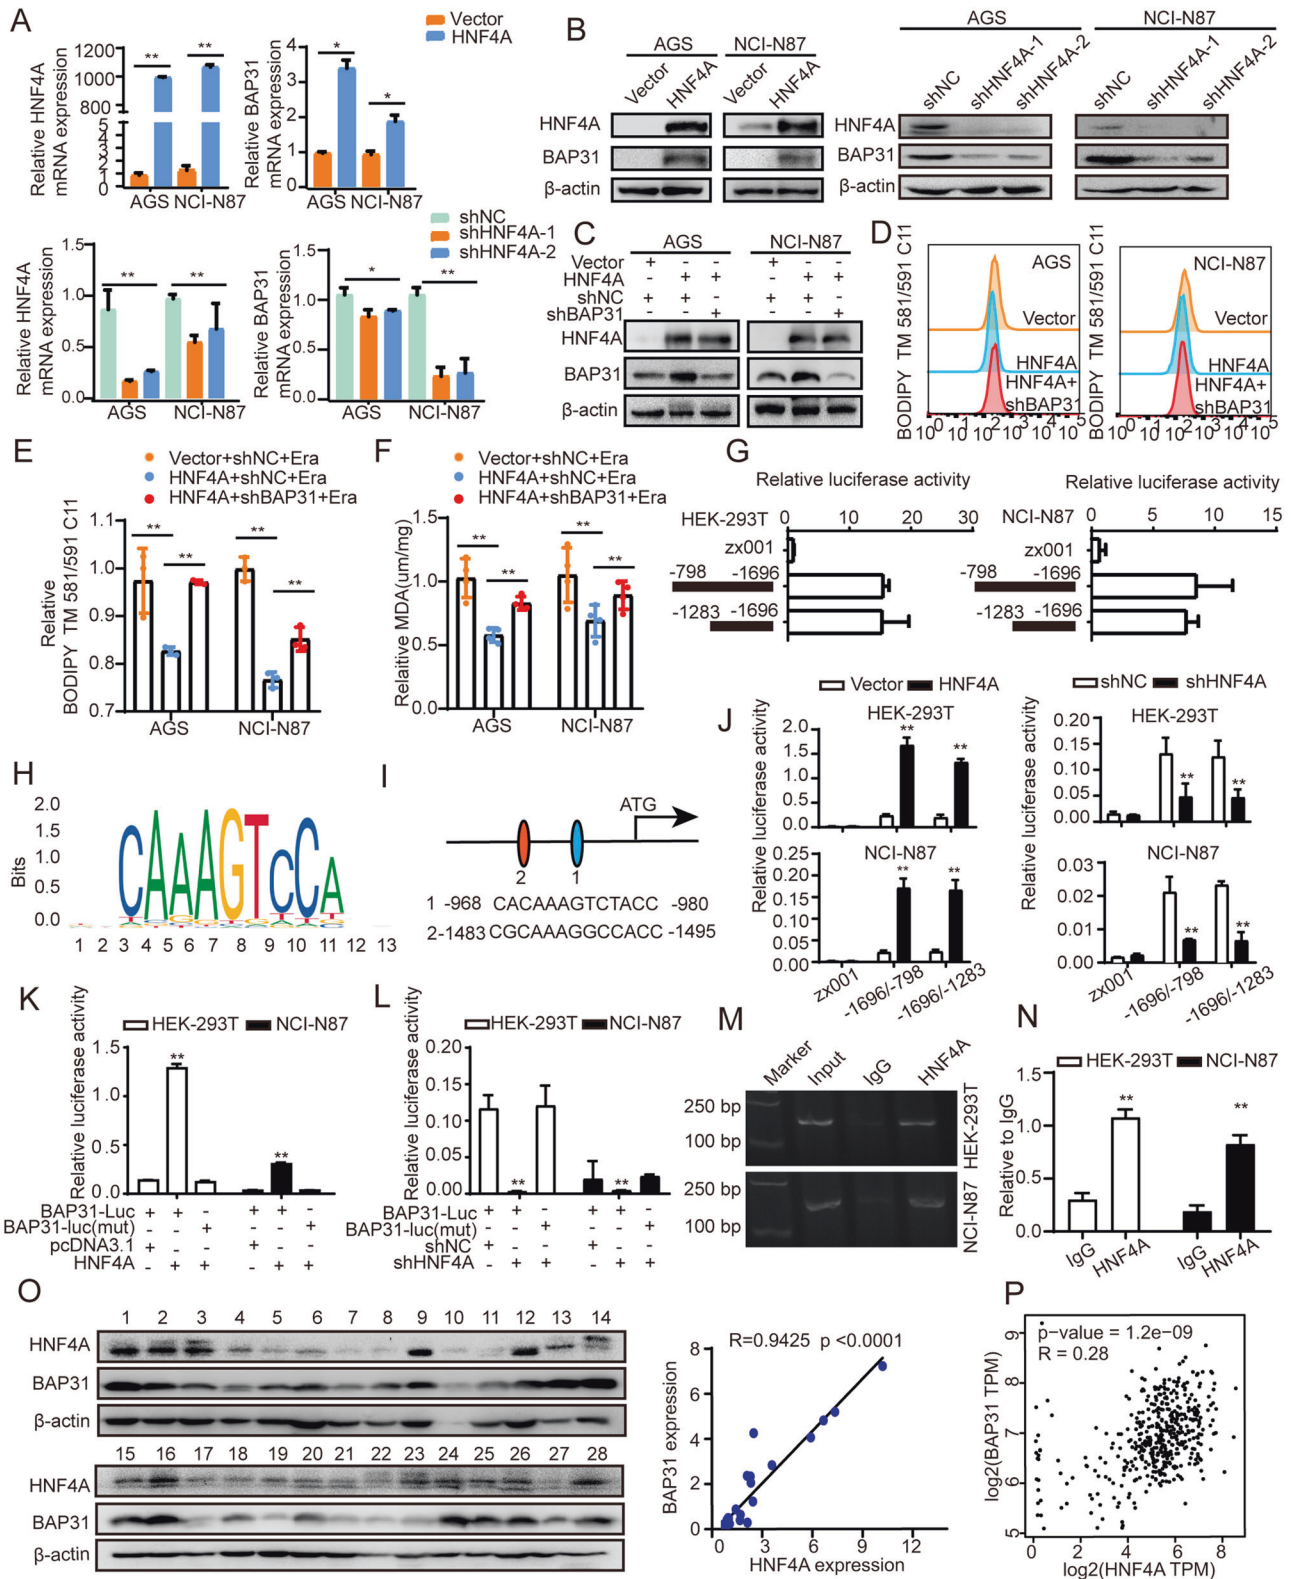 A
Vector
HNF4A
Relative HNF4A
mRNA expression
1200
1000
800
5
4
3
2
1
0
** **
AGS NCI-N87
Relative BAP31
mRNA expression
4
3
2
1
0
*
*
AGS NCI-N87
shNC
shHNF4A-1
shHNF4A-2
Relative HNF4A
mRNA expression
1.5
1.0
0.5
0
** **
AGS NCI-N87
Relative BAP31
mRNA expression
1.5
1.0
0.5
0
* **
AGS NCI-N87
B
AGS NCI-N87
Vector HNF4A Vector HNF4A
HNF4A
BAP31
β-actin
AGS NCI-N87
shNC shHNF4A-1 shHNF4A-2 shNC shHNF4A-1 shHNF4A-2
HNF4A
BAP31
β-actin
C
AGS NCI-N87
Vector + - - + - -
HNF4A - + + - + +
shNC + + - + + -
shBAP31 - - + - - +
HNF4A
BAP31
β-actin
D
BODIPY TM 581/591 C11
AGS
Vector
HNF4A
HNF4A+
shBAP31
10⁰ 10¹ 10² 10³ 10⁴ 10⁵
BODIPY TM 581/591 C11
NCI-N87
Vector
HNF4A
HNF4A+
shBAP31
10⁰ 10¹ 10² 10³ 10⁴ 10⁵
E
Vector+shNC+Era
HNF4A+shNC+Era
HNF4A+shBAP31+Era
Relative
BODIPY TM 581/591 C11
1.1
1.0
0.9
0.8
0.7
** ** ** **
AGS NCI-N87
F
Vector+shNC+Era
HNF4A+shNC+Era
HNF4A+shBAP31+Era
Relaitive MDA(um/mg)
1.5
1.0
0.5
0.0
** ** ** **
AGS NCI-N87
G
Relative luciferase activity
HEK-293T 0 10 20 30
zx001
-798 -1696
-1283 -1696
Relative luciferase activity
NCI-N87 0 5 10 15
zx001
-798 -1696
-1283 -1696
H
Bits
2.0
1.5
1.0
0.5
0.0
CAAAGTCCA
1 2 3 4 5 6 7 8 9 10 11 12 13
I
ATG
2 1
1 -968 CACAAAGTCTACC -980
2-1483 CGCAAAGGCCACC -1495
J
Vector HNF4A
Relative luciferase activity
HEK-293T
2.0
1.5
1.0
0.5
0.0
** **
NCI-N87
0.25
0.20
0.15
0.10
0.05
0.00
** **
zx001 -1696/-798 -1696/-1283
shNC shHNF4A
Relative luciferase activity
HEK-293T
0.20
0.15
0.10
0.05
0.00
** **
NCI-N87
0.03
0.02
0.01
0.00
** **
zx001 -1696/-798 -1696/-1283
K
HEK-293T NCI-N87
Relative luciferase activity
1.5
1.0
0.5
0.0
** **
BAP31-Luc + + - + + -
BAP31-luc(mut) - - + - - +
pcDNA3.1 + - - + - -
HNF4A - + + - + +
L
HEK-293T NCI-N87
Relative luciferase activity
0.20
0.15
0.10
0.05
0.00
** **
BAP31-Luc + + - + + -
BAP31-luc(mut) - - + - - +
shNC + - - + - -
shHNF4A - + + - + +
M
Marker Input IgG HNF4A
250 bp
100 bp
HEK-293T
250 bp
100 bp
NCI-N87
N
HEK-293T NCI-N87
Relative to IgG
1.5
1.0
0.5
0.0
** **
IgG HNF4A IgG HNF4A
O
1 2 3 4 5 6 7 8 9 10 11 12 13 14
HNF4A
BAP31
β-actin
15 16 17 18 19 20 21 22 23 24 25 26 27 28
HNF4A
BAP31
β-actin
R=0.9425 p <0.0001
BAP31 expression
8
6
4
2
0
0 3 6 9 12
HNF4A expression
P
p-value = 1.2e-09
R = 0.28
log2(BAP31 TPM)
9
8
7
6
5
0 2 4 6 8
log2(HNF4A TPM)